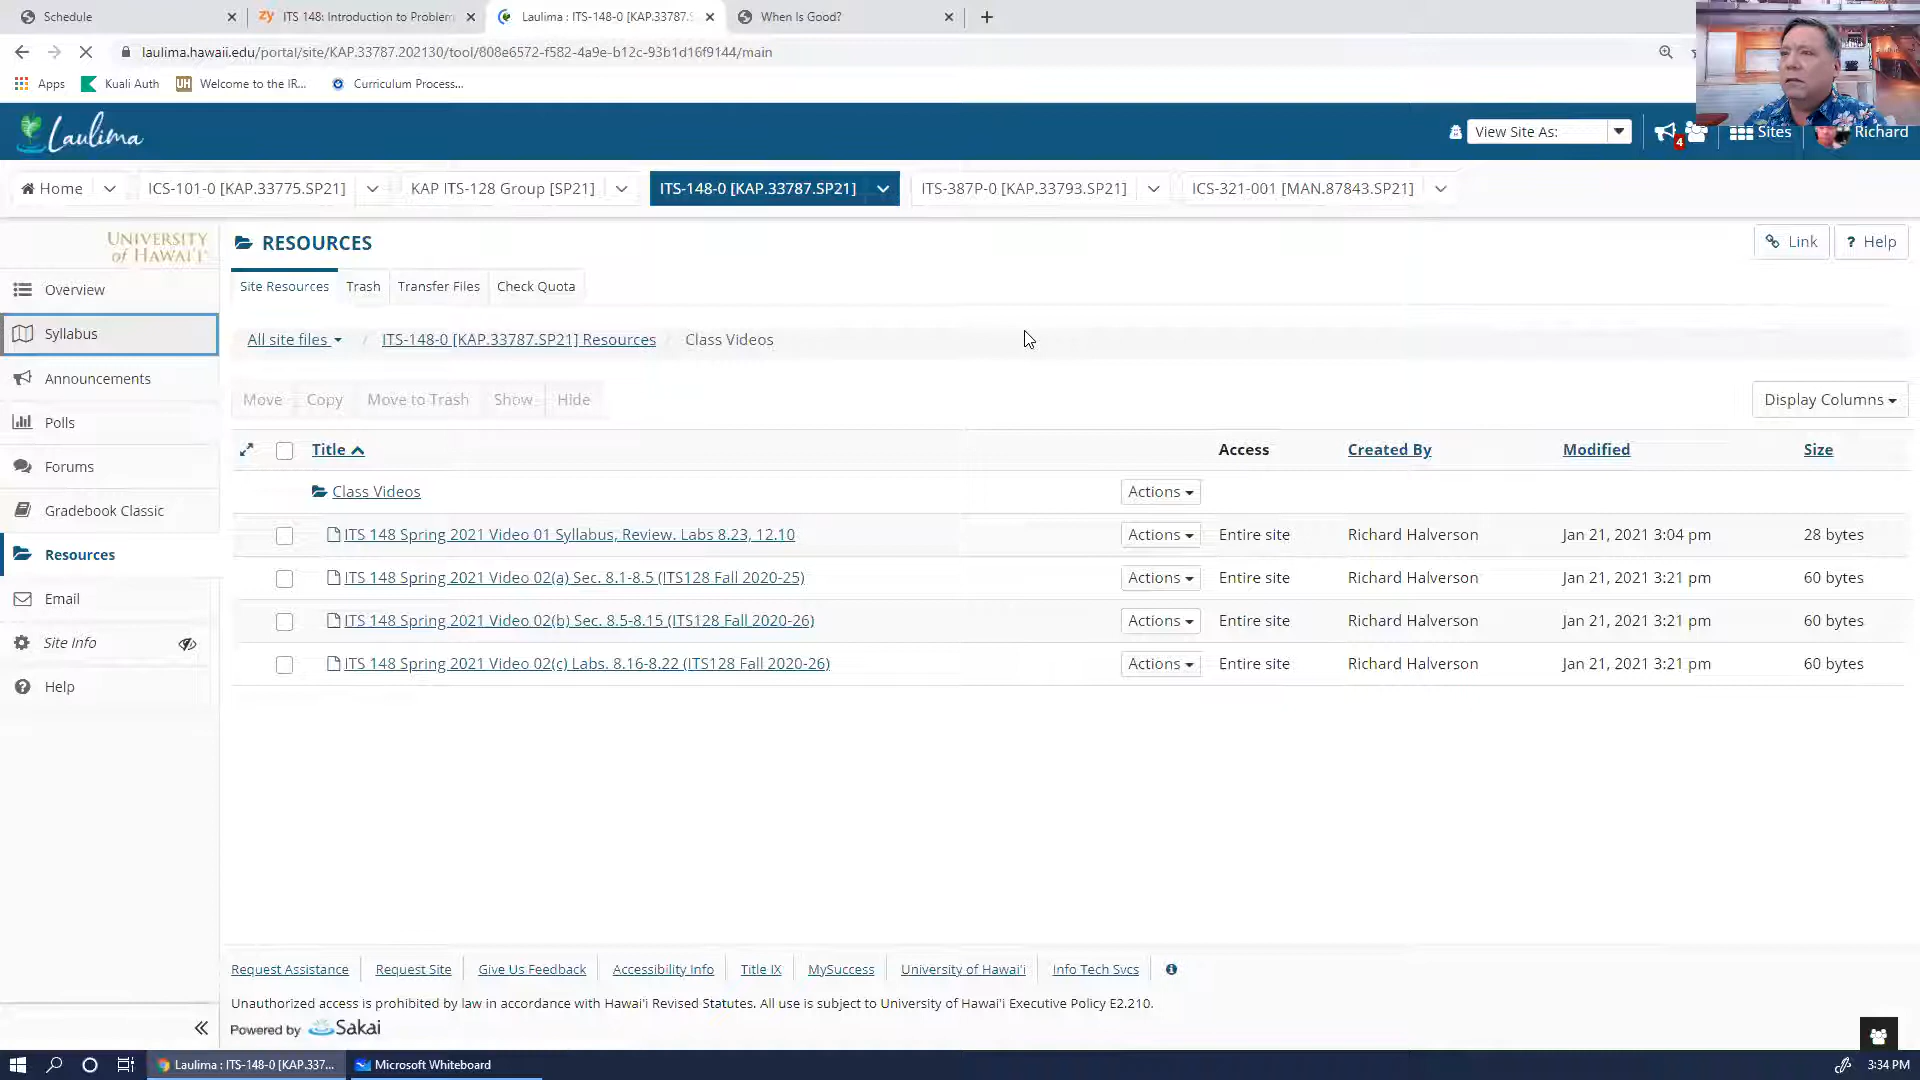 Schedule
ITS 148: Introduction to Problem
Laulima : ITS-148-0 [KAP.33787.
When Is Good?
laulima.hawaii.edu/portal/site/KAP.33787.202130/tool/608e6572-f582-4a9e-b12c-93b1d16f9144/main
Apps
Kuali Auth
Welcome to the IR...
Curriculum Process...
Laulima
View Site As:
4
Sites
Richard
Home
ICS-101-0 [KAP.33775.SP21]
KAP ITS-128 Group [SP21]
ITS-148-0 [KAP.33787.SP21]
ITS-387P-0 [KAP.33793.SP21]
ICS-321-001 [MAN.87843.SP21]
UNIVERSITY
of HAWAI'I
RESOURCES
Link
? Help
Overview
Site Resources
Trash
Transfer Files
Check Quota
Syllabus
All site files
/ ITS-148-0 [KAP.33787.SP21] Resources
/ Class Videos
Announcements
Move
Copy
Move to Trash
Show
Hide
Display Columns
Polls
Title
Access
Created By
Modified
Size
Forums
Class Videos
Actions
Gradebook Classic
ITS 148 Spring 2021 Video 01 Syllabus, Review. Labs 8.23, 12.10
Actions
Entire site
Richard Halverson
Jan 21, 2021 3:04 pm
28 bytes
Resources
ITS 148 Spring 2021 Video 02(a) Sec. 8.1-8.5 (ITS128 Fall 2020-25)
Actions
Entire site
Richard Halverson
Jan 21, 2021 3:21 pm
60 bytes
Email
ITS 148 Spring 2021 Video 02(b) Sec. 8.5-8.15 (ITS128 Fall 2020-26)
Actions
Entire site
Richard Halverson
Jan 21, 2021 3:21 pm
60 bytes
Site Info
ITS 148 Spring 2021 Video 02(c) Labs. 8.16-8.22 (ITS128 Fall 2020-26)
Actions
Entire site
Richard Halverson
Jan 21, 2021 3:21 pm
60 bytes
Help
Request Assistance
Request Site
Give Us Feedback
Accessibility Info
Title IX
MySuccess
University of Hawai'i
Info Tech Svcs
Unauthorized access is prohibited by law in accordance with Hawai'i Revised Statutes. All use is subject to University of Hawai'i Executive Policy E2.210.
Powered by Sakai
Laulima : ITS-148-0 [KAP.337...
Microsoft Whiteboard
3:34 PM